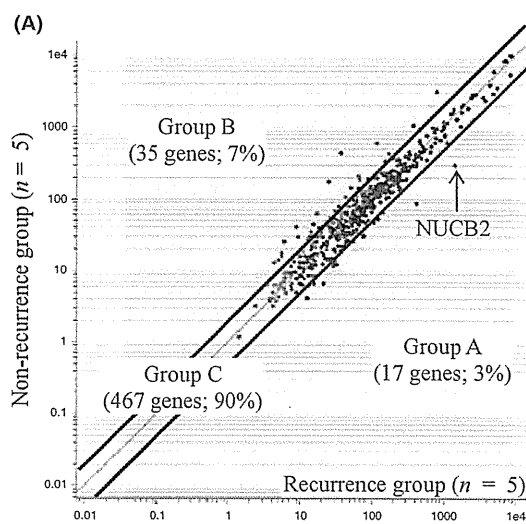 (A)
1e4
1000
100
10
1
0.1
0.01
Non-recurrence group (n = 5)
Group B
(35 genes; 7%)
NUCB2
Group A
(17 genes; 3%)
Group C
(467 genes; 90%)
Recurrence group (n = 5)
0.01 0.1 1 10 100 1000 1e4